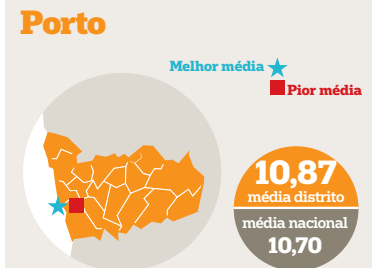 Porto
Melhor média
Pior média
10,87
média distrito
média nacional
10,70